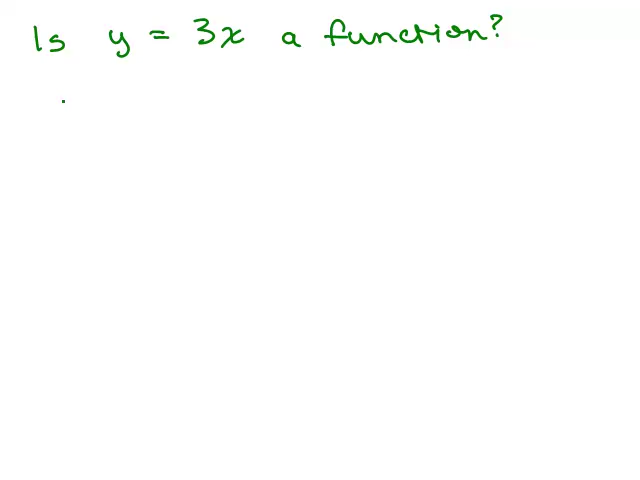 Is y = 3x a function?